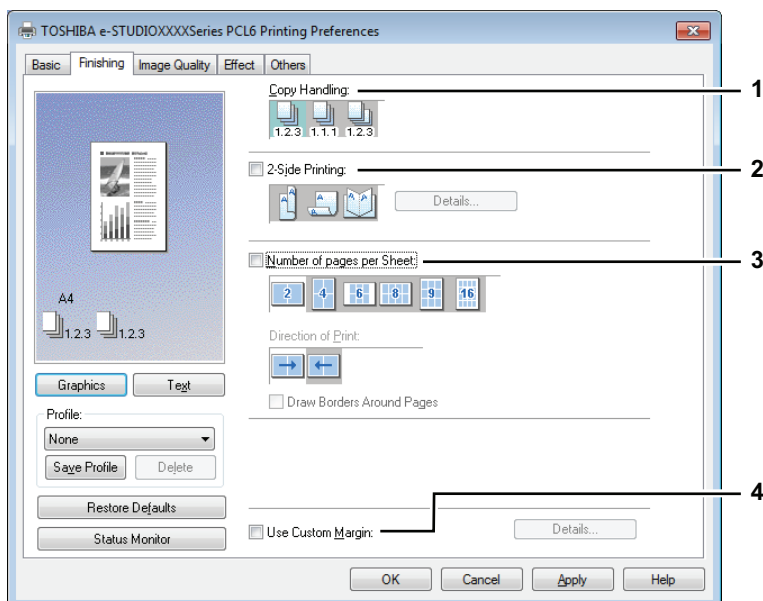 TOSHIBA e-STUDIOXXXXSeries PCL6 Printing Preferences
Basic Finishing Image Quality Effect Others
Copy Handling: 1
1.2.3 1.1.1 1.2.3
2-Side Printing: 2
Details...
Number of pages per Sheet: 3
2 4 6 8 9 16
A4
1.2.3 1.2.3
Direction of Print:
Graphics Text
Draw Borders Around Pages
Profile:
None
Save Profile Delete
4
Restore Defaults
Use Custom Margin: Details...
Status Monitor
OK Cancel Apply Help